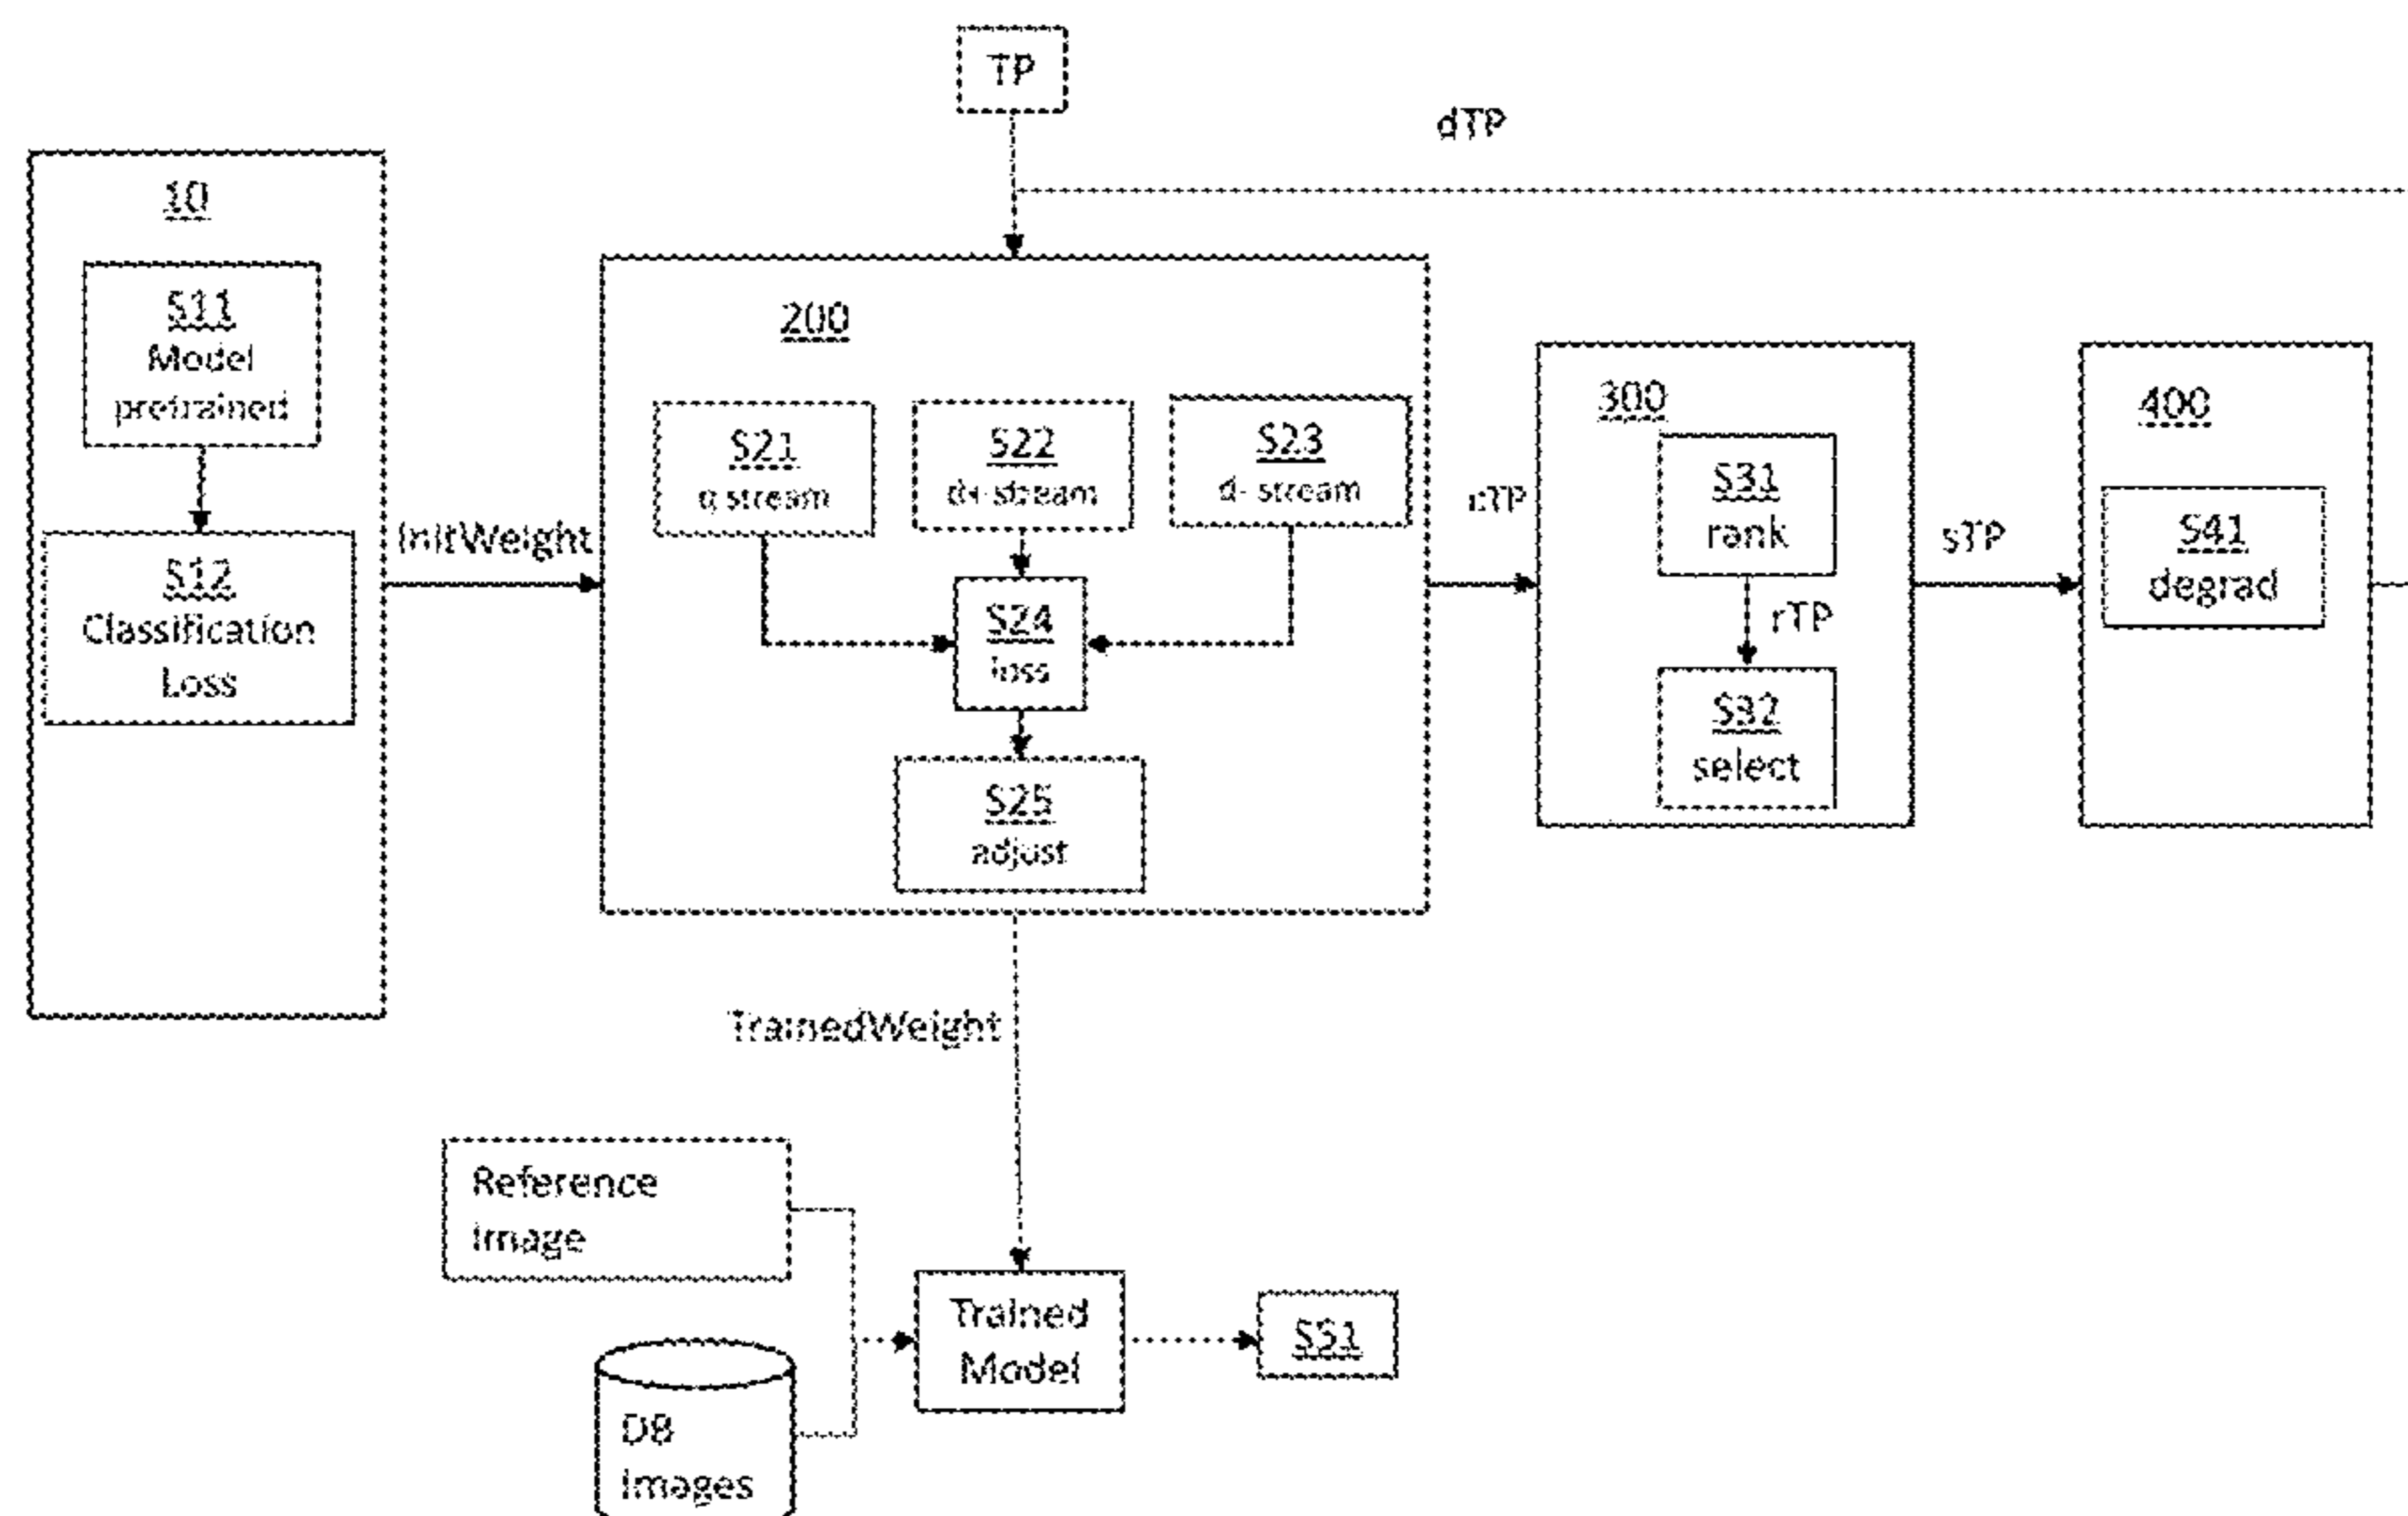 TP
dTP
10
S11
Model
pretrained
S12
Classification
Loss
InitWeight
200
S21
q stream
S22
d+ stream
S23
d- stream
S24
loss
S25
adjust
cTP
300
S31
rank
rTP
S32
select
sTP
400
S41
degrad
TrainedWeight
Reference
Image
DB
Images
Trained
Model
S51